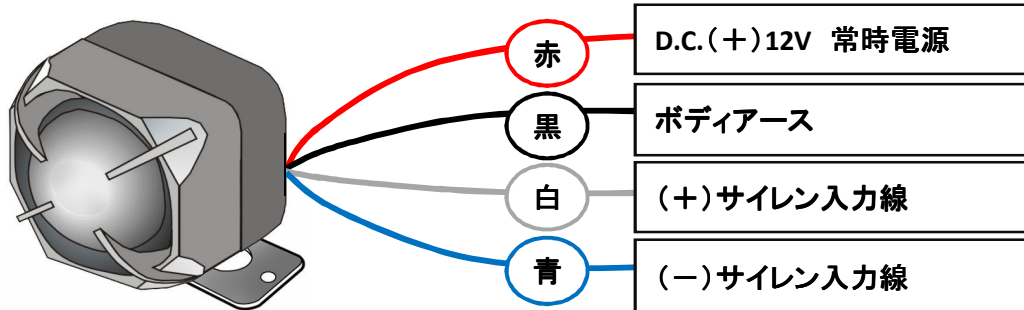 赤
D.C.(＋)12V 常時電源
黒
ボディアース
白
(＋)サイレン入力線
青
(－)サイレン入力線